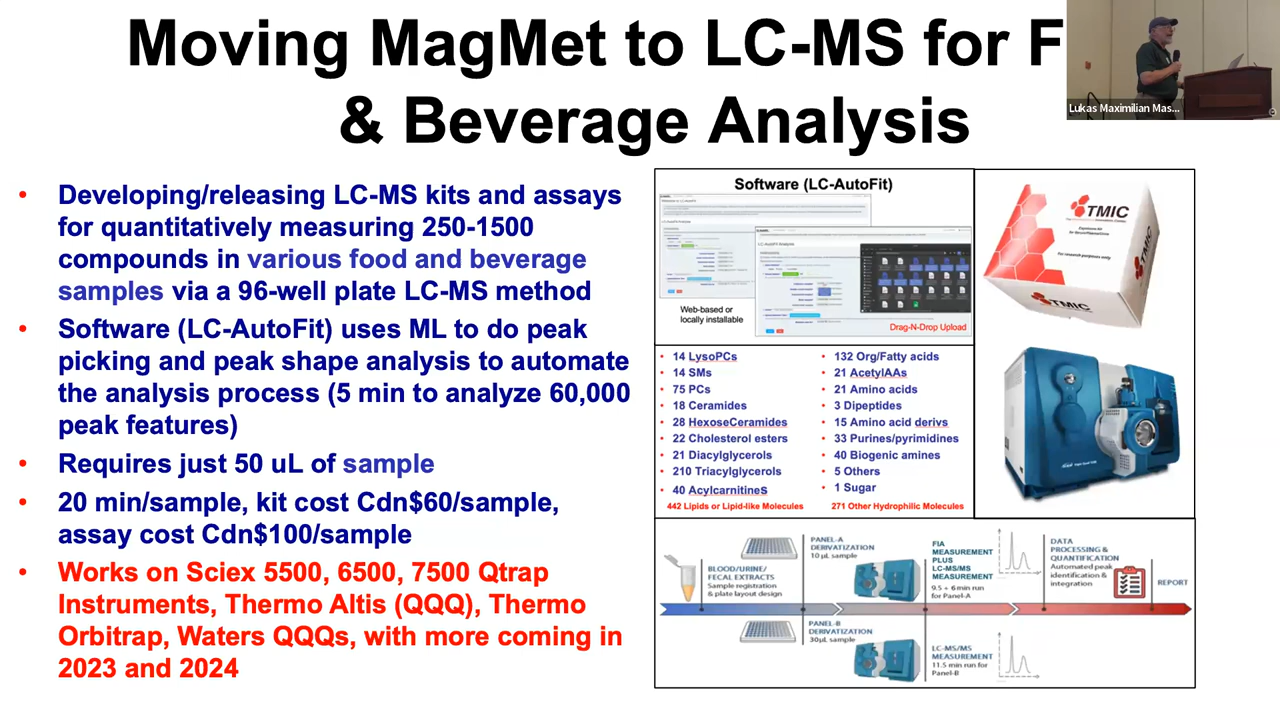 Moving MagMet to LC-MS for F
& Beverage Analysis
Lukas Maximilian Mas...
• Developing/releasing LC-MS kits and assays
for quantitatively measuring 250-1500
compounds in various food and beverage
samples via a 96-well plate LC-MS method
• Software (LC-AutoFit) uses ML to do peak
picking and peak shape analysis to automate
the analysis process (5 min to analyze 60,000
peak features)
• Requires just 50 uL of sample
• 20 min/sample, kit cost Cdn$60/sample,
assay cost Cdn$100/sample
• Works on Sciex 5500, 6500, 7500 Qtrap
Instruments, Thermo Altis (QQQ), Thermo
Orbitrap, Waters QQQs, with more coming in
2023 and 2024
Software (LC-AutoFit)
Web-based or
locally installable
Drag-N-Drop Upload
• 14 LysoPCs
• 14 SMs
• 75 PCs
• 18 Ceramides
• 28 HexoseCeramides
• 22 Cholesterol esters
• 21 Diacylglycerols
• 210 Triacylglycerols
• 40 AcylcarnitineS
442 Lipids or Lipid-like Molecules
• 132 Org/Fatty acids
• 21 AcetylAAs
• 21 Amino acids
• 3 Dipeptides
• 15 Amino acid derivs
• 33 Purines/pyrimidines
• 40 Biogenic amines
• 5 Others
• 1 Sugar
271 Other Hydrophilic Molecules
TMIC
For research purposes only.
TMIC
TMIC
BLOOD/URINE/
FECAL EXTRACTS
Sample registration
& plate layout design
PANEL-A
DERIVATIZATION
10 µL sample
PANEL-B
DERIVATIZATION
30µL sample
FIA
MEASUREMENT
PLUS
LC-MS/MS
MEASUREMENT
9.5 + 6min run
for Panel-A
LC-MS/MS
MEASUREMENT
11.5 min run for
Panel-B
DATA
PROCESSING &
QUANTIFICATION
Automated peak
identification &
integration
REPORT